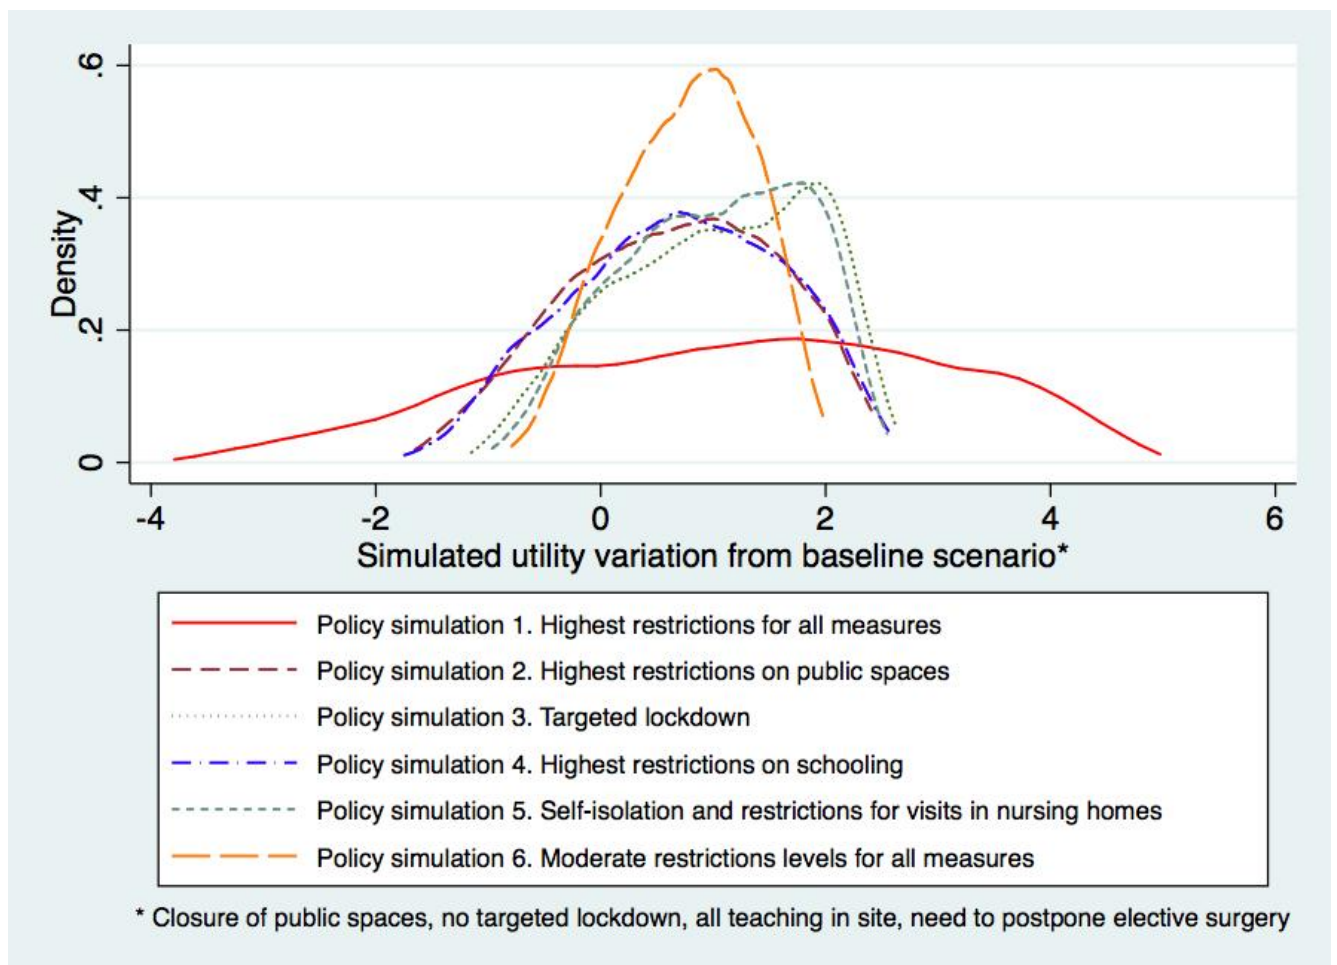 .6
.4
.2
0
Density
-4 -2 0 2 4 6
Simulated utility variation from baseline scenario*
Policy simulation 1. Highest restrictions for all measures
Policy simulation 2. Highest restrictions on public spaces
Policy simulation 3. Targeted lockdown
Policy simulation 4. Highest restrictions on schooling
Policy simulation 5. Self-isolation and restrictions for visits in nursing homes
Policy simulation 6. Moderate restrictions levels for all measures
* Closure of public spaces, no targeted lockdown, all teaching in site, need to postpone elective surgery